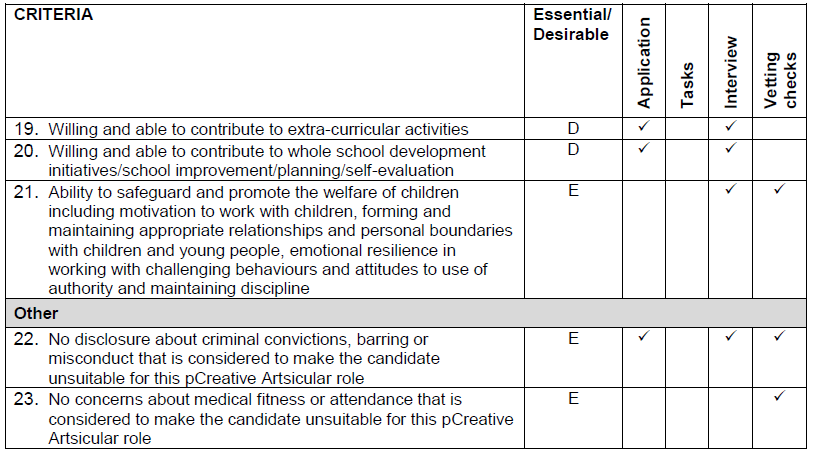 CRITERIA
Essential/
Desirable
Application
Tasks
Interview
Vetting
checks
19. Willing and able to contribute to extra-curricular activities D ✓ ✓
20. Willing and able to contribute to whole school development D ✓ ✓
initiatives/school improvement/planning/self-evaluation
21. Ability to safeguard and promote the welfare of children E ✓ ✓
including motivation to work with children, forming and
maintaining appropriate relationships and personal boundaries
with children and young people, emotional resilience in
working with challenging behaviours and attitudes to use of
authority and maintaining discipline
Other
22. No disclosure about criminal convictions, barring or E ✓ ✓ ✓
misconduct that is considered to make the candidate
unsuitable for this pCreative Artsicular role
23. No concerns about medical fitness or attendance that is E ✓
considered to make the candidate unsuitable for this pCreative
Artsicular role